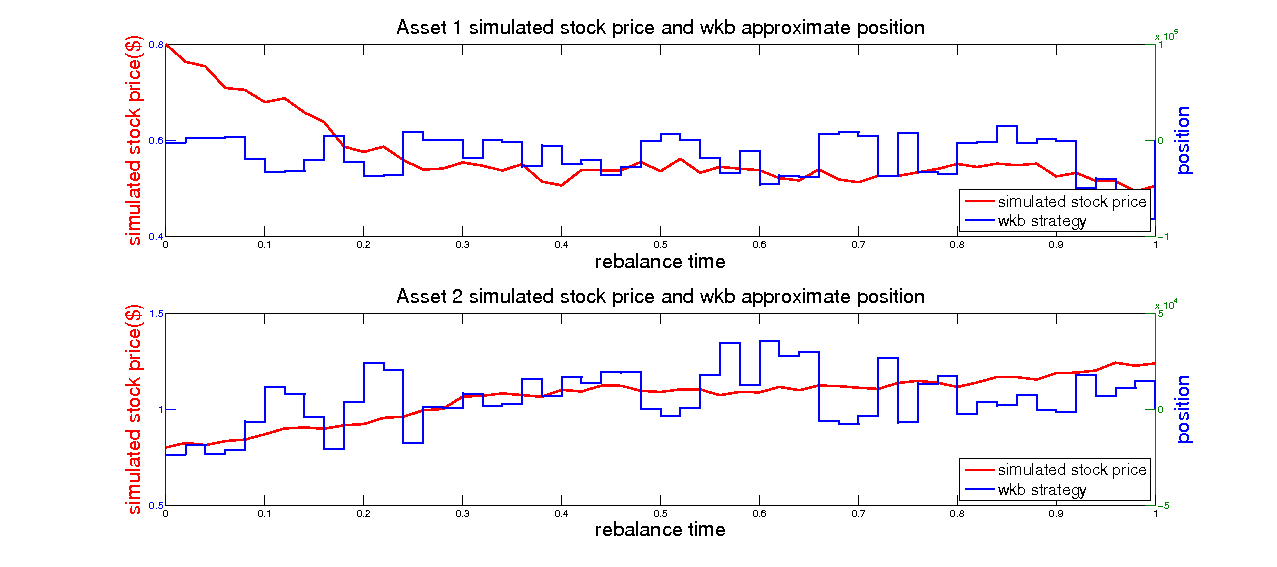 Asset 1 simulated stock price and wkb approximate position
x 10^5
simulated stock price($)
0.8
0.6
0.4
1
0
-1
position
simulated stock price
wkb strategy
0 0.1 0.2 0.3 0.4 0.5 0.6 0.7 0.8 0.9 1
rebalance time
Asset 2 simulated stock price and wkb approximate position
x 10^4
simulated stock price($)
1.5
1
0.5
5
0
-5
position
simulated stock price
wkb strategy
0 0.1 0.2 0.3 0.4 0.5 0.6 0.7 0.8 0.9 1
rebalance time